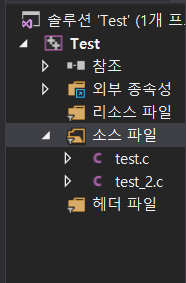 솔루션 'Test' (1개 프
Test
참조
외부 종속성
리소스 파일
소스 파일
test.c
test_2.c
헤더 파일